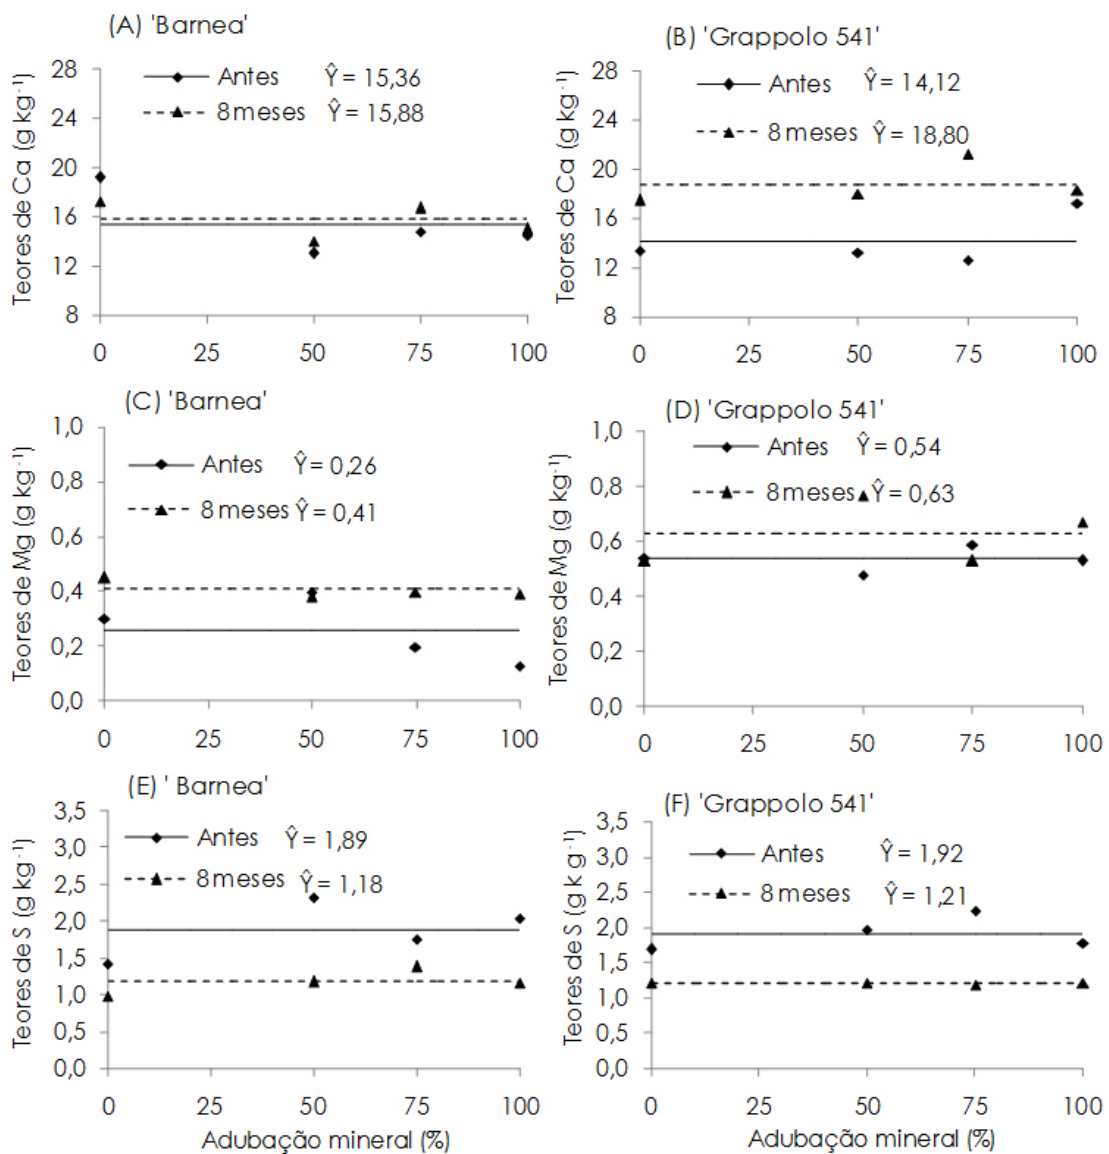 (A) 'Barnea'
Teores de Ca (g kg⁻¹)
28
24
20
16
12
8
Antes Ŷ = 15,36
8 meses Ŷ = 15,88
0 25 50 75 100
(B) 'Grappolo 541'
Teores de Ca (g kg⁻¹)
28
24
20
16
12
8
Antes Ŷ = 14,12
8 meses Ŷ = 18,80
0 25 50 75 100
(C) 'Barnea'
Teores de Mg (g kg⁻¹)
1,0
0,8
0,6
0,4
0,2
0,0
Antes Ŷ = 0,26
8 meses Ŷ = 0,41
0 25 50 75 100
(D) 'Grappolo 541'
Teores de Mg (g kg⁻¹)
1,0
0,8
0,6
0,4
0,2
0,0
Antes Ŷ = 0,54
8 meses Ŷ = 0,63
0 25 50 75 100
(E) ' Barnea'
Teores de S (g kg⁻¹)
3,5
3,0
2,5
2,0
1,5
1,0
0,5
0,0
Antes Ŷ = 1,89
8 meses Ŷ = 1,18
0 25 50 75 100
Adubação mineral (%)
(F) 'Grappolo 541'
Teores de S (g k g⁻¹)
3,5
3,0
2,5
2,0
1,5
1,0
0,5
0,0
Antes Ŷ = 1,92
8 meses Ŷ = 1,21
0 25 50 75 100
Adubação mineral (%)